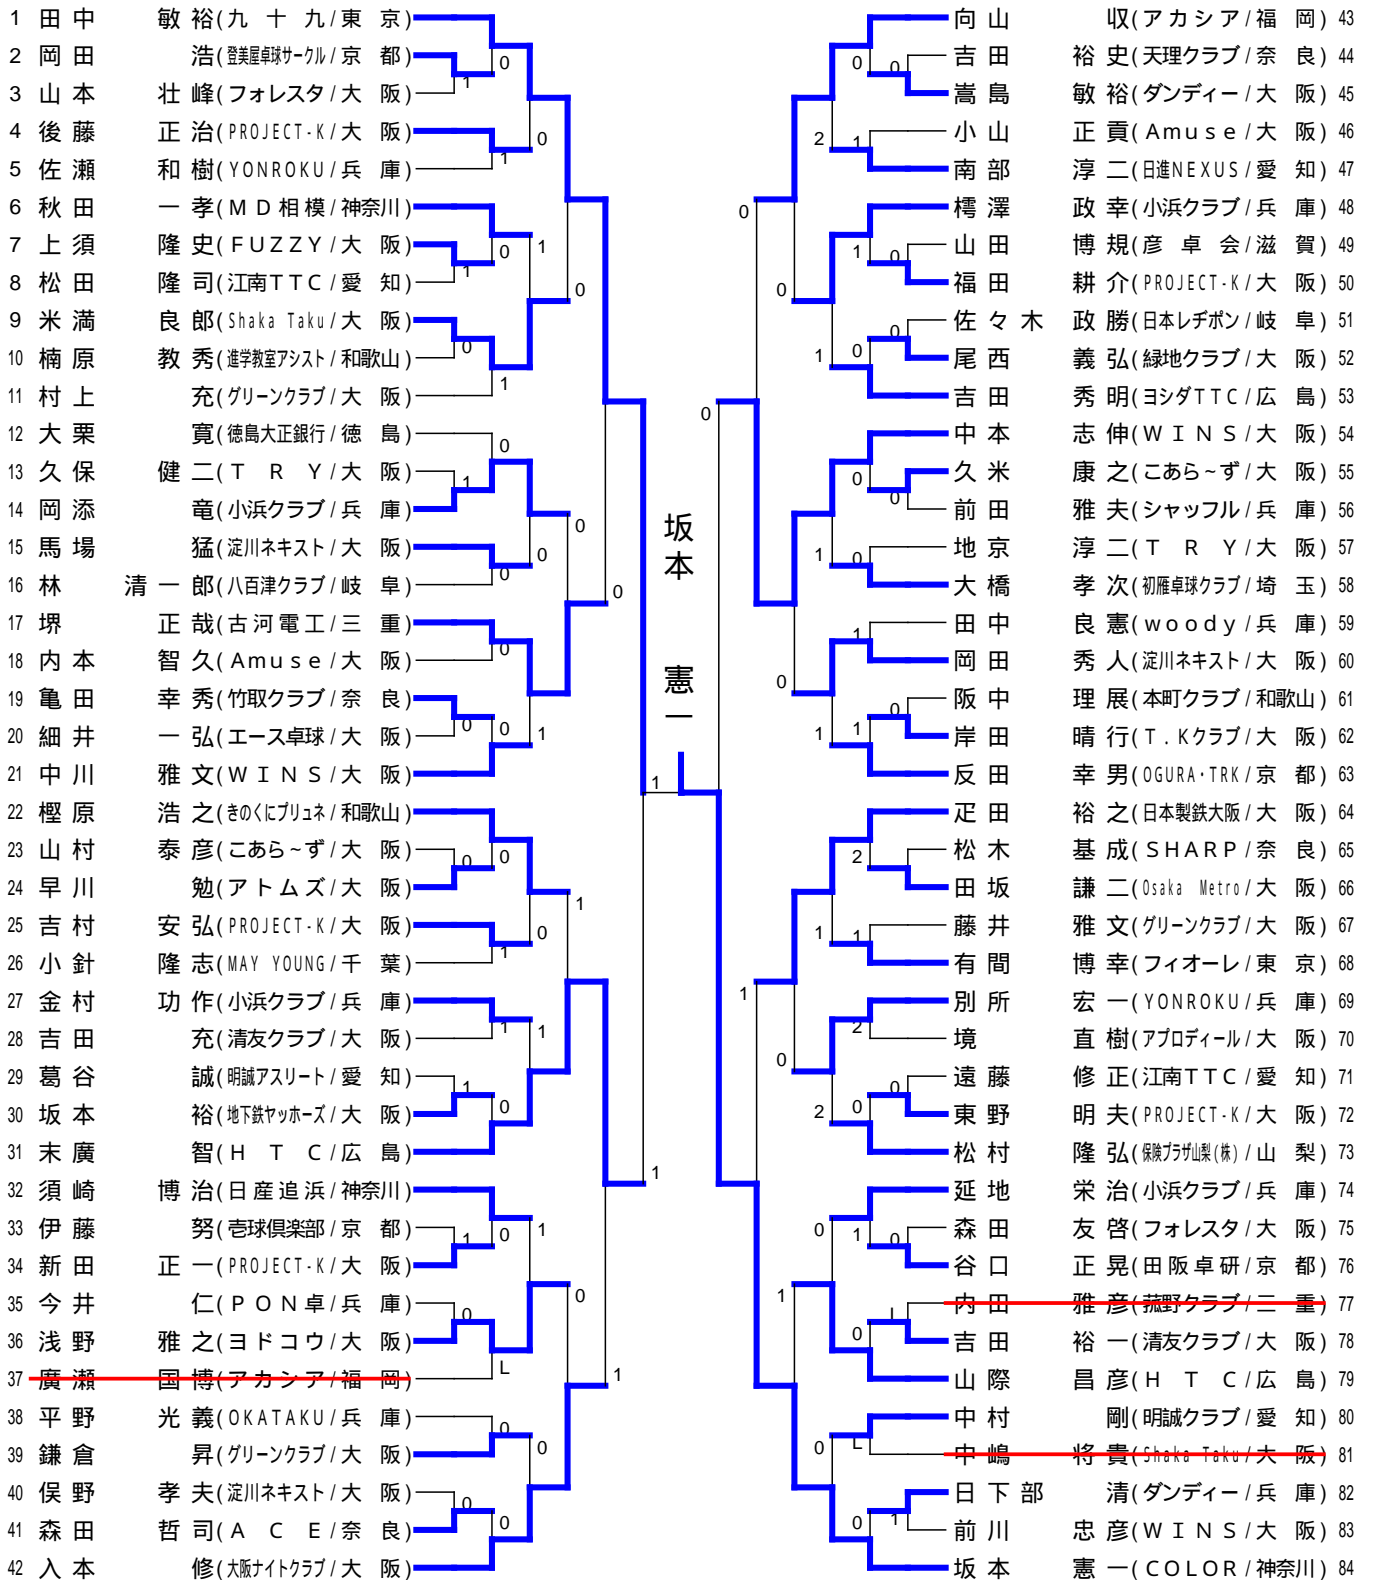 1 田中 敏裕(九十九/東京)
2 岡田 浩(登美屋卓球サークル/京都)
3 山本 壮峰(フォレスタ/大阪)
4 後藤 正治(PROJECT-K/大阪)
5 佐瀬 和樹(YONROKU/兵庫)
6 秋田 一孝(MD相模/神奈川)
7 上須 隆史(FUZZY/大阪)
8 松田 隆司(江南TTC/愛知)
9 米満 良郎(Shaka Taku/大阪)
10 楠原 教秀(進学教室アシスト/和歌山)
11 村上 充(グリーンクラブ/大阪)
12 大栗 寛(徳島大正銀行/徳島)
13 久保 健二(TRY/大阪)
14 岡添 竜(小浜クラブ/兵庫)
15 馬場 猛(淀川ネキスト/大阪)
16 林 清一郎(八百津クラブ/岐阜)
17 堺 正哉(古河電工/三重)
18 内本 智久(Amuse/大阪)
19 亀田 幸秀(竹取クラブ/奈良)
20 細井 一弘(エース卓球/大阪)
21 中川 雅文(WINS/大阪)
22 樫原 浩之(きのくにプリュネ/和歌山)
23 山村 泰彦(こあら~ず/大阪)
24 早川 勉(アトムズ/大阪)
25 吉村 安弘(PROJECT-K/大阪)
26 小針 隆志(MAY YOUNG/千葉)
27 金村 功作(小浜クラブ/兵庫)
28 吉田 充(清友クラブ/大阪)
29 葛谷 誠(明誠アスリート/愛知)
30 坂本 裕(地下鉄ヤッホーズ/大阪)
31 末廣 智(HTC/広島)
32 須崎 博治(日産追浜/神奈川)
33 伊藤 努(壱球倶楽部/京都)
34 新田 正一(PROJECT-K/大阪)
35 今井 仁(PON卓/兵庫)
36 浅野 雅之(ヨドコウ/大阪)
37 廣瀬 国博(アカシア/福岡)
38 平野 光義(OKATAKU/兵庫)
39 鎌倉 昇(グリーンクラブ/大阪)
40 俣野 孝夫(淀川ネキスト/大阪)
41 森田 哲司(ACE/奈良)
42 入本 修(大阪ナイトクラブ/大阪)
坂本 憲一
向山 収(アカシア/福岡) 43
吉田 裕史(天理クラブ/奈良) 44
嵩島 敏裕(ダンディー/大阪) 45
小山 正貢(Amuse/大阪) 46
南部 淳二(日進NEXUS/愛知) 47
樗澤 政幸(小浜クラブ/兵庫) 48
山田 博規(彦卓会/滋賀) 49
福田 耕介(PROJECT-K/大阪) 50
佐々木 政勝(日本レヂボン/岐阜) 51
尾西 義弘(緑地クラブ/大阪) 52
吉田 秀明(ヨシダTTC/広島) 53
中本 志伸(WINS/大阪) 54
久米 康之(こあら~ず/大阪) 55
前田 雅夫(シャッフル/兵庫) 56
地京 淳二(TRY/大阪) 57
大橋 孝次(初雁卓球クラブ/埼玉) 58
田中 良憲(woody/兵庫) 59
岡田 秀人(淀川ネキスト/大阪) 60
阪中 理展(本町クラブ/和歌山) 61
岸田 晴行(T.Kクラブ/大阪) 62
反田 幸男(OGURA・TRK/京都) 63
疋田 裕之(日本製鉄大阪/大阪) 64
松木 基成(SHARP/奈良) 65
田坂 謙二(Osaka Metro/大阪) 66
藤井 雅文(グリーンクラブ/大阪) 67
有間 博幸(フィオーレ/東京) 68
別所 宏一(YONROKU/兵庫) 69
境 直樹(アプロディール/大阪) 70
遠藤 修正(江南TTC/愛知) 71
東野 明夫(PROJECT-K/大阪) 72
松村 隆弘(保険プラザ山梨(株)/山梨) 73
延地 栄治(小浜クラブ/兵庫) 74
森田 友啓(フォレスタ/大阪) 75
谷口 正晃(田阪卓研/京都) 76
内田 雅彦(菰野クラブ/三重) 77
吉田 裕一(清友クラブ/大阪) 78
山際 昌彦(HTC/広島) 79
中村 剛(明誠クラブ/愛知) 80
中嶋 将貴(Shaka Taku/大阪) 81
日下部 清(ダンディー/兵庫) 82
前川 忠彦(WINS/大阪) 83
坂本 憲一(COLOR/神奈川) 84